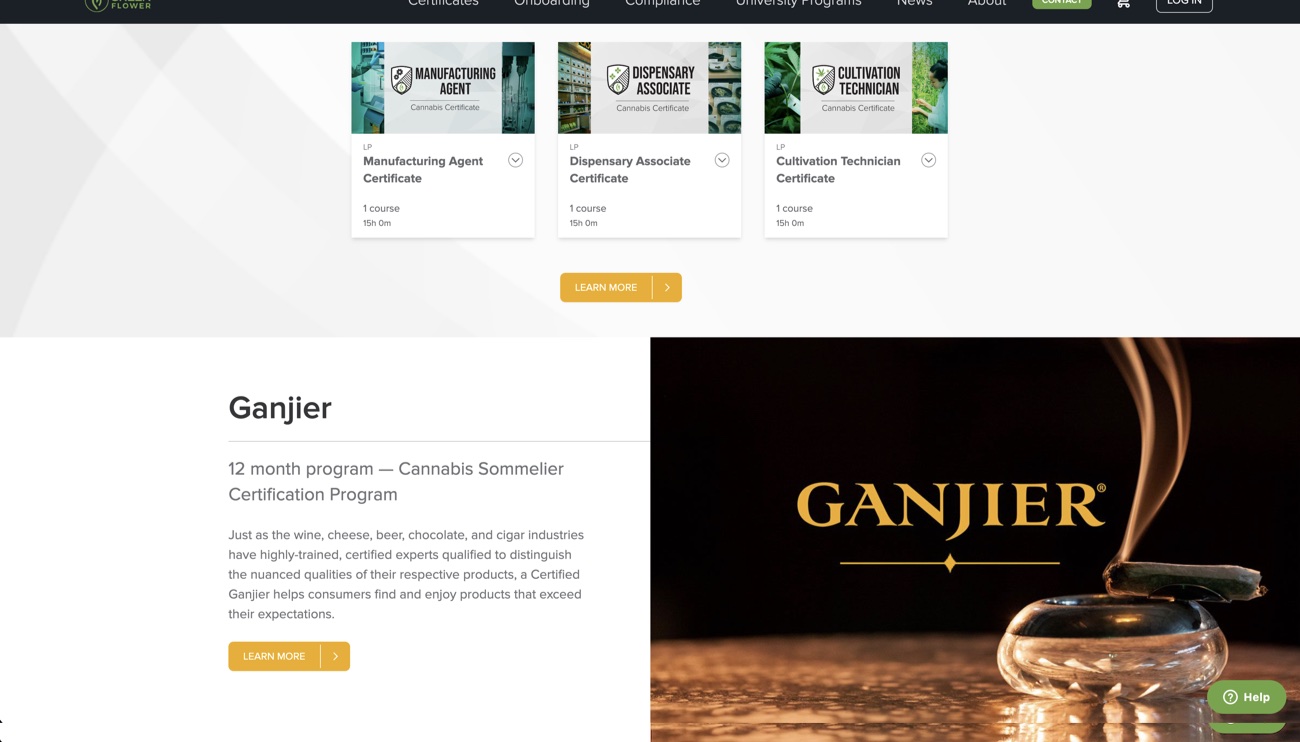 FLOWER
Certificates
Onboarding
Compliance
University Programs
News
About
CONTACT
LOG IN
MANUFACTURING
AGENT
Cannabis Certificate
LP
Manufacturing Agent
Certificate
1 course
15h 0m
DISPENSARY
ASSOCIATE
Cannabis Certificate
LP
Dispensary Associate
Certificate
1 course
15h 0m
CULTIVATION
TECHNICIAN
Cannabis Certificate
LP
Cultivation Technician
Certificate
1 course
15h 0m
LEARN MORE
Ganjier
12 month program — Cannabis Sommelier
Certification Program
Just as the wine, cheese, beer, chocolate, and cigar industries
have highly-trained, certified experts qualified to distinguish
the nuanced qualities of their respective products, a Certified
Ganjier helps consumers find and enjoy products that exceed
their expectations.
LEARN MORE
GANJIER®
Help